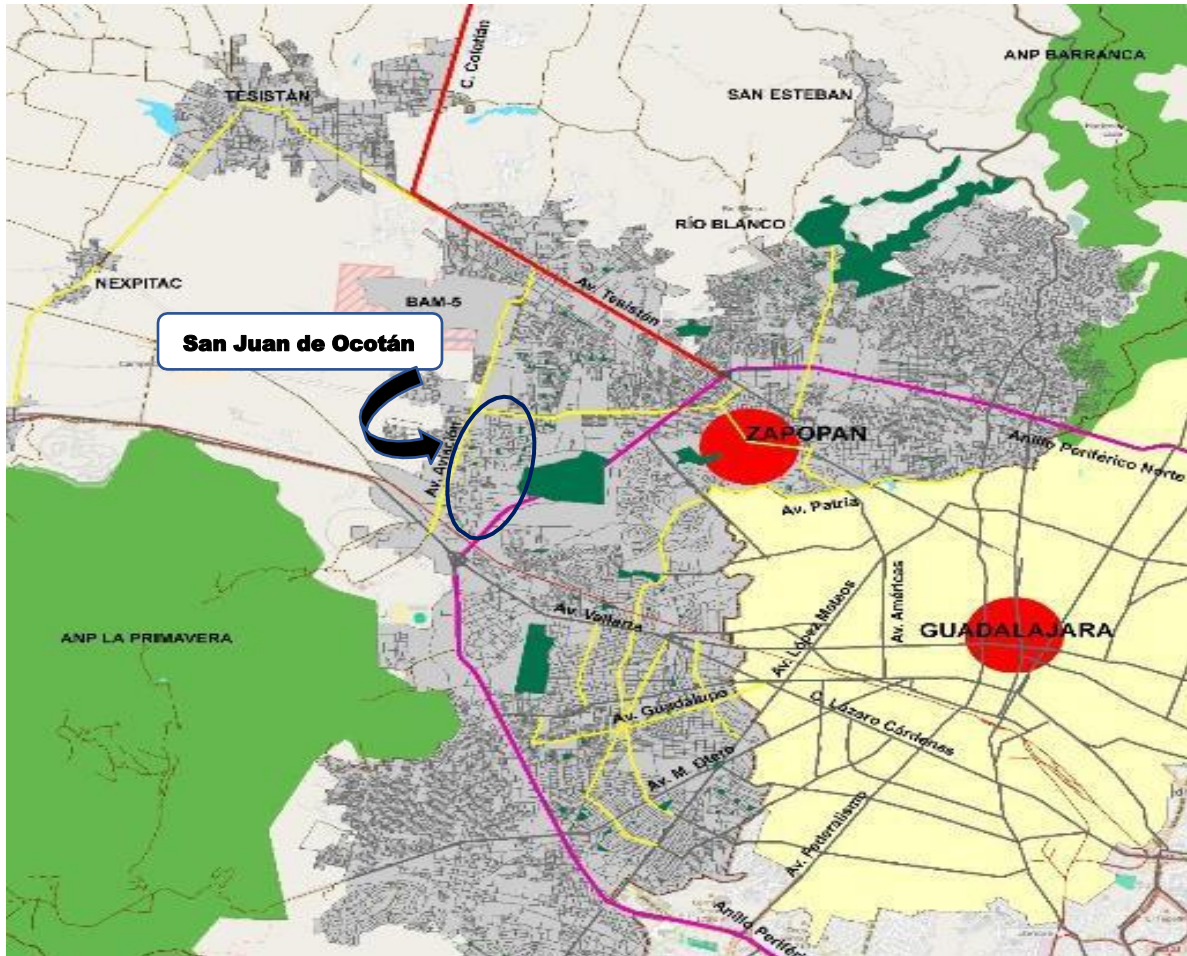 C. Colotlán
ANP BARRANCA
TESISTÁN
SAN ESTEBAN
RÍO BLANCO
NEXPITAC
BAM-5
Av. Tesistón
San Juan de Ocotán
ZAPOPAN
Av. Aviación
Anillo Periférico Norte
Av. Patria
Av. Vallarta
Av. López Mateos
Av. Américas
ANP LA PRIMAVERA
GUADALAJARA
Av. Guadalupe
C. Lázaro Cárdenas
Av. M. Otero
Av. Federalismo
Anillo Perifér